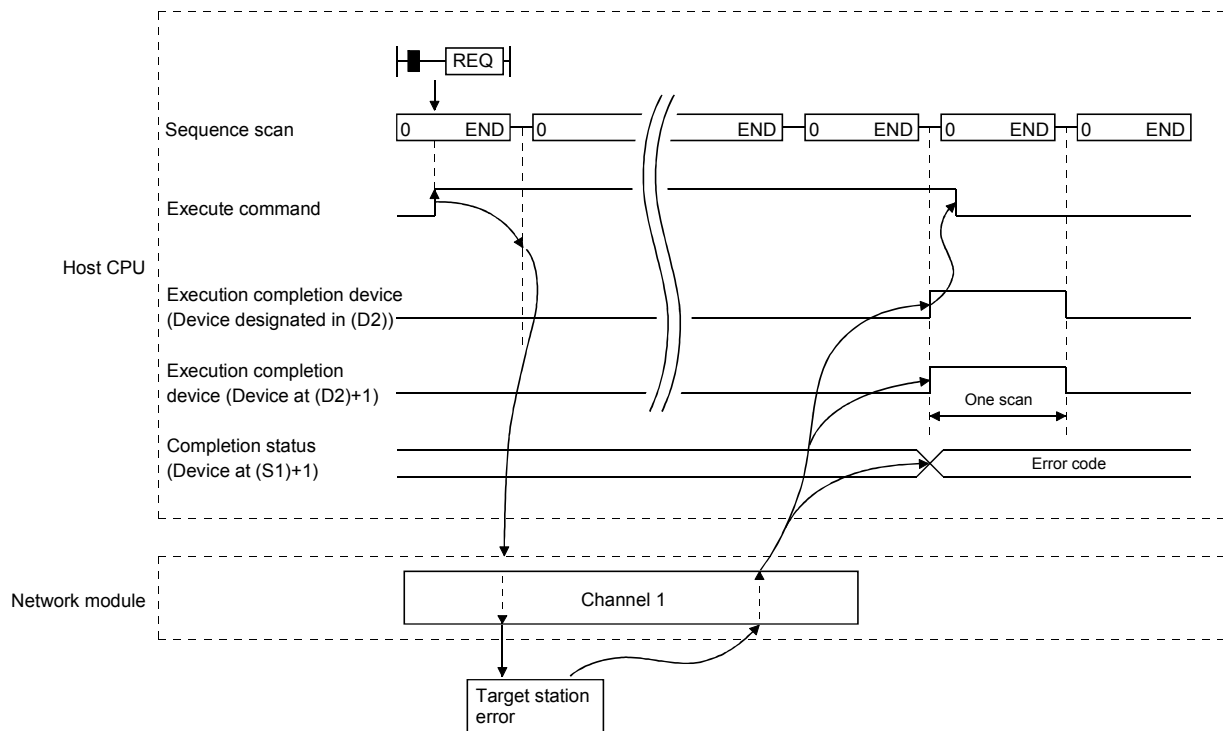 REQ
Sequence scan
0 END 0 END 0 END 0 END 0 END
Execute command
Host CPU
Execution completion device
(Device designated in (D2))
Execution completion
device (Device at (D2)+1)
One scan
Completion status
(Device at (S1)+1)
Error code
Network module
Channel 1
Target station
error